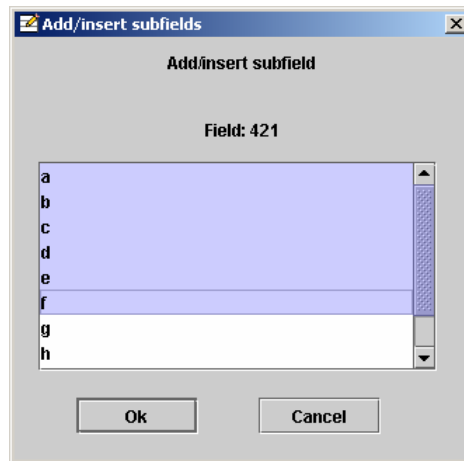 Add/insert subfields
Add/insert subfield
Field: 421
a
b
c
d
e
f
g
h
Ok Cancel